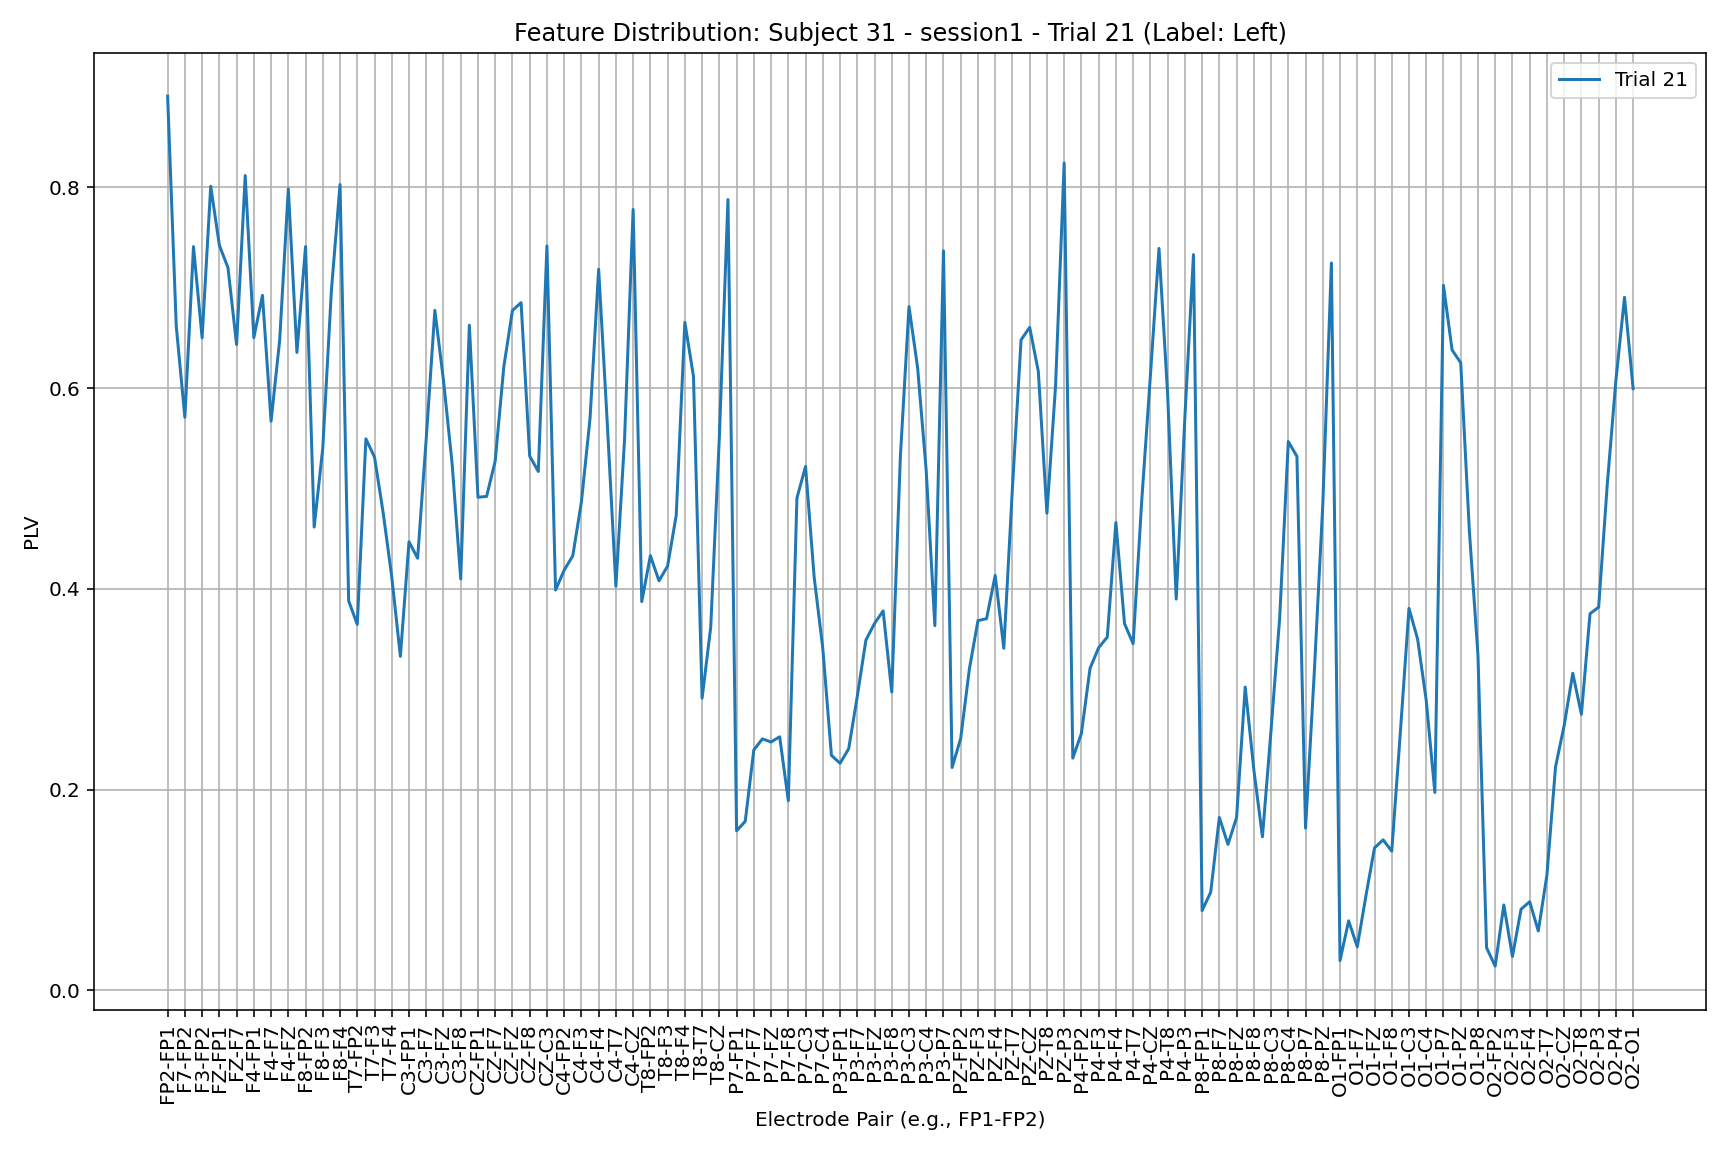 Feature Distribution: Subject 31 - session1 - Trial 21 (Label: Left)
Trial 21
PLV
0.8
0.6
0.4
0.2
0.0
FP2-FP1
F7-FP2
F3-FP2
FZ-FP1
FZ-F7
F4-FP1
F4-F7
F4-FZ
F8-FP2
F8-F3
F8-F4
T7-FP2
T7-F3
T7-F4
C3-FP1
C3-F7
C3-FZ
C3-F8
CZ-FP1
CZ-F7
CZ-FZ
CZ-F8
CZ-C3
C4-FP2
C4-F3
C4-F4
C4-T7
C4-CZ
T8-FP2
T8-F3
T8-F4
T8-T7
T8-CZ
P7-FP1
P7-F7
P7-FZ
P7-F8
P7-C3
P7-C4
P3-FP1
P3-F7
P3-FZ
P3-F8
P3-C3
P3-C4
P3-P7
PZ-FP2
PZ-F3
PZ-F4
PZ-T7
PZ-CZ
PZ-T8
PZ-P3
P4-FP2
P4-F3
P4-F4
P4-T7
P4-CZ
P4-T8
P4-P3
P8-FP1
P8-F7
P8-FZ
P8-F8
P8-C3
P8-C4
P8-P7
P8-PZ
O1-FP1
O1-F7
O1-FZ
O1-F8
O1-C3
O1-C4
O1-P7
O1-PZ
O1-P8
O2-FP2
O2-F3
O2-F4
O2-T7
O2-CZ
O2-T8
O2-P3
O2-P4
O2-O1
Electrode Pair (e.g., FP1-FP2)